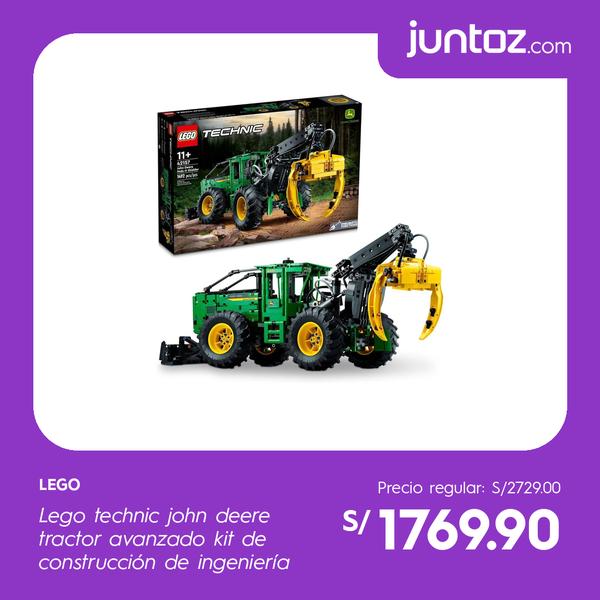 juntoz.com
LEGO TECHNIC
11+
42157
LEGO
Precio regular: S/2729.00
Lego technic john deere
tractor avanzado kit de
construcción de ingeniería
S/1769.90